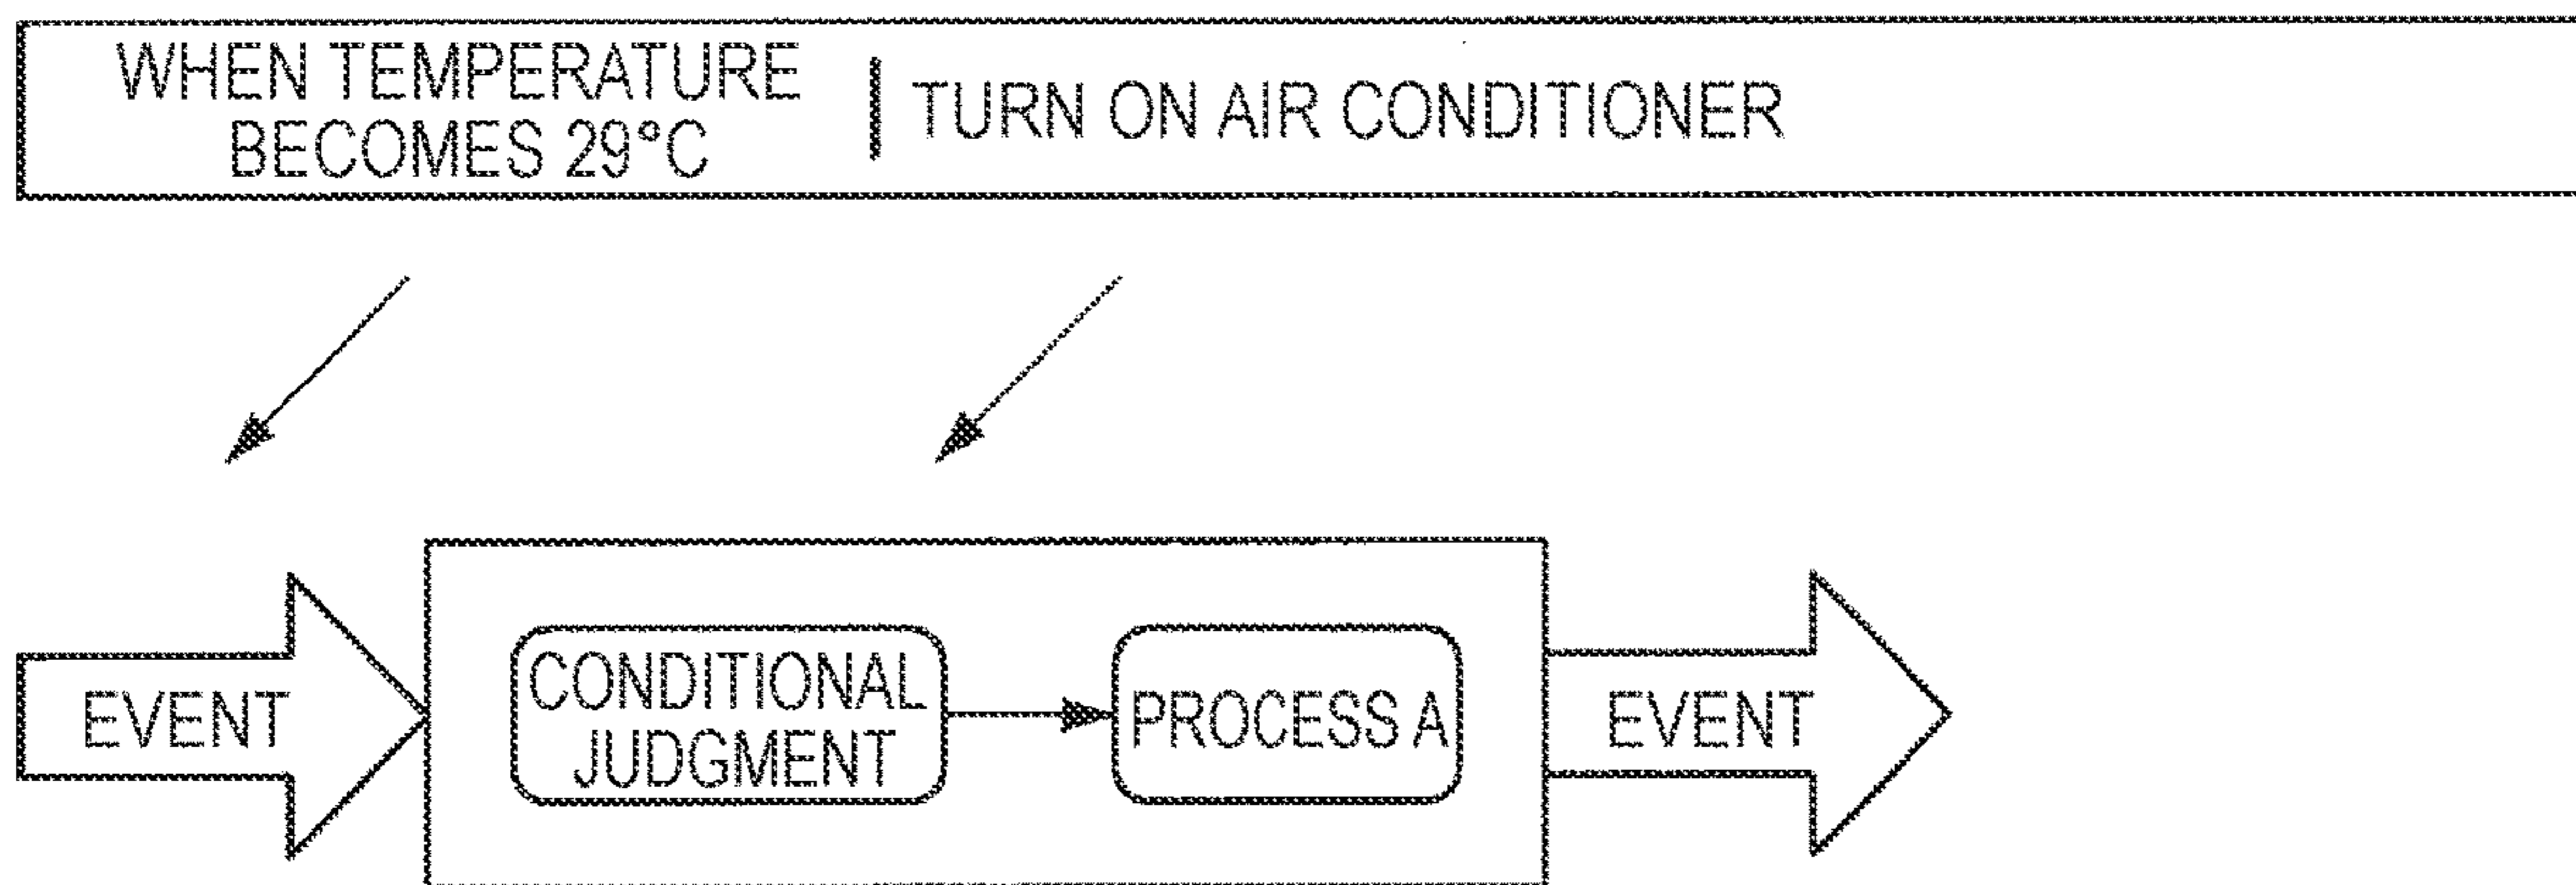 WHEN TEMPERATURE
BECOMES 29°C
TURN ON AIR CONDITIONER
EVENT
CONDITIONAL
JUDGMENT
PROCESS A
EVENT